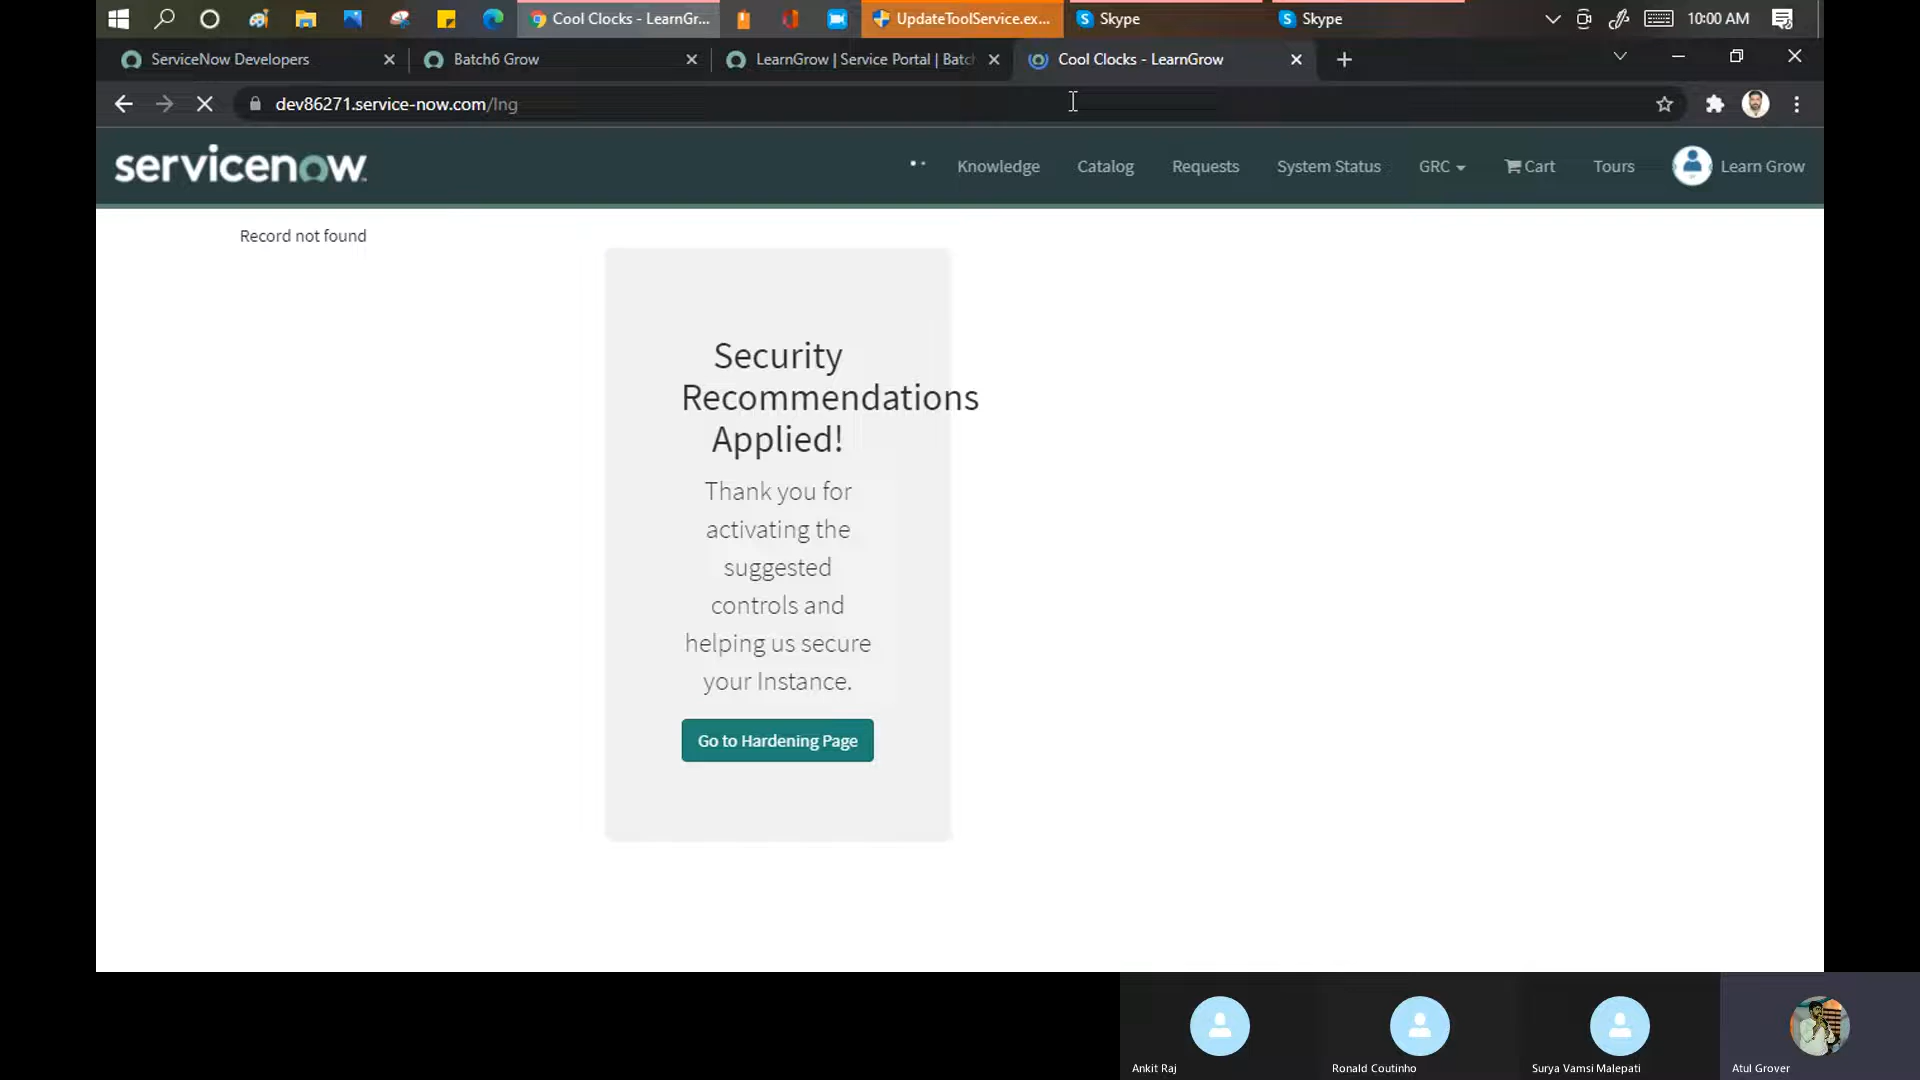 Cool Clocks - LearnGr...
UpdateToolService.ex...
Skype
Skype
10:00 AM
ServiceNow Developers
Batch6 Grow
LearnGrow | Service Portal | Batc
Cool Clocks - LearnGrow
dev86271.service-now.com/lng
servicenow
Knowledge
Catalog
Requests
System Status
GRC
Cart
Tours
Learn Grow
Record not found
Security
Recommendations
Applied!
Thank you for
activating the
suggested
controls and
helping us secure
your Instance.
Go to Hardening Page
Ankit Raj
Ronald Coutinho
Surya Vamsi Malepati
Atul Grover